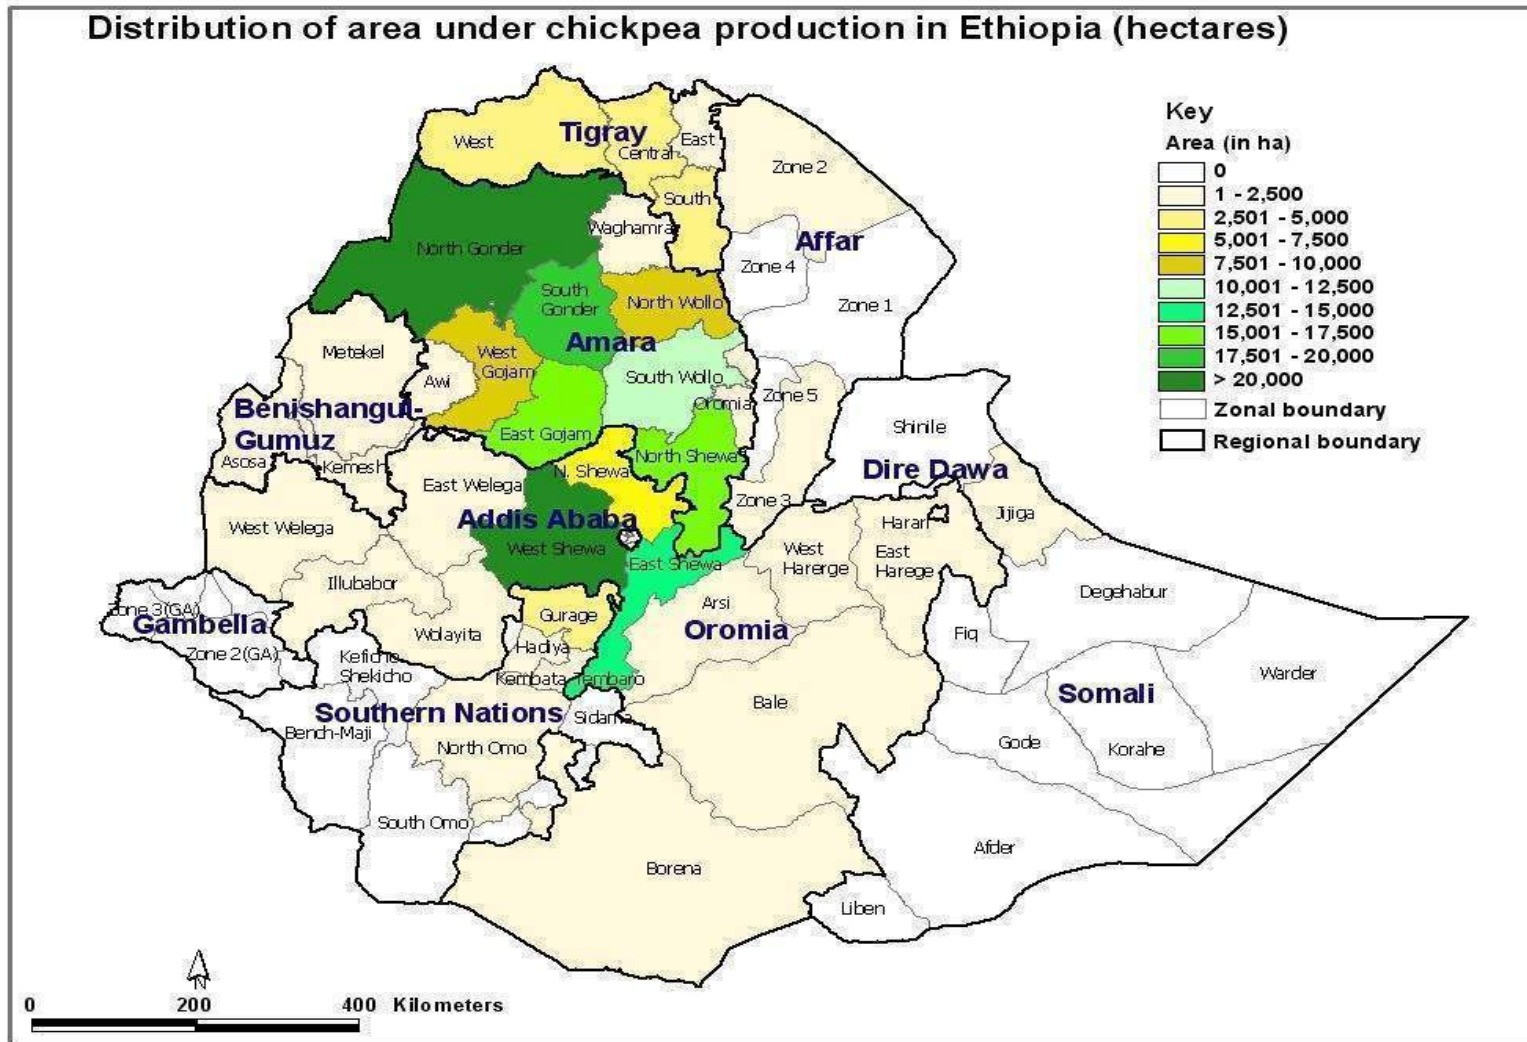 Distribution of area under chickpea production in Ethiopia (hectares)
Key
Area (in ha)
0
1 - 2,500
2,501 - 5,000
5,001 - 7,500
7,501 - 10,000
10,001 - 12,500
12,501 - 15,000
15,001 - 17,500
17,501 - 20,000
> 20,000
Zonal boundary
Regional boundary
West
Tigray
Central
East
South
Zone 2
Waghamra
Affar
North Gonder
Zone 4
Zone 1
South
Gonder
North Wollo
Amara
Metekel
West
Gojam
Awi
South Wollo
Zone 5
Oromia
Benishangul-
Gumuz
East Gojam
North Shewa
Shinile
Asosa
Kemesh
N. Shewa
Dire Dawa
East Welega
Zone 3
Jijiga
Addis Ababa
West Welega
Harari
West Shewa
East Shewa
West
Harerge
East
Harege
Illubabor
Degehabur
Zone 3(GA)
Gambella
Gurage
Arsi
Oromia
Fiq
Wolayita
Zone 2(GA)
Hadiya
Keficho
Shekicho
Kembata Tembaro
Warder
Somali
Bale
Southern Nations
Sidama
Bench-Maji
North Omo
Gode
Korahe
South Omo
Afder
Borena
Liben
N
0 200 400 Kilometers